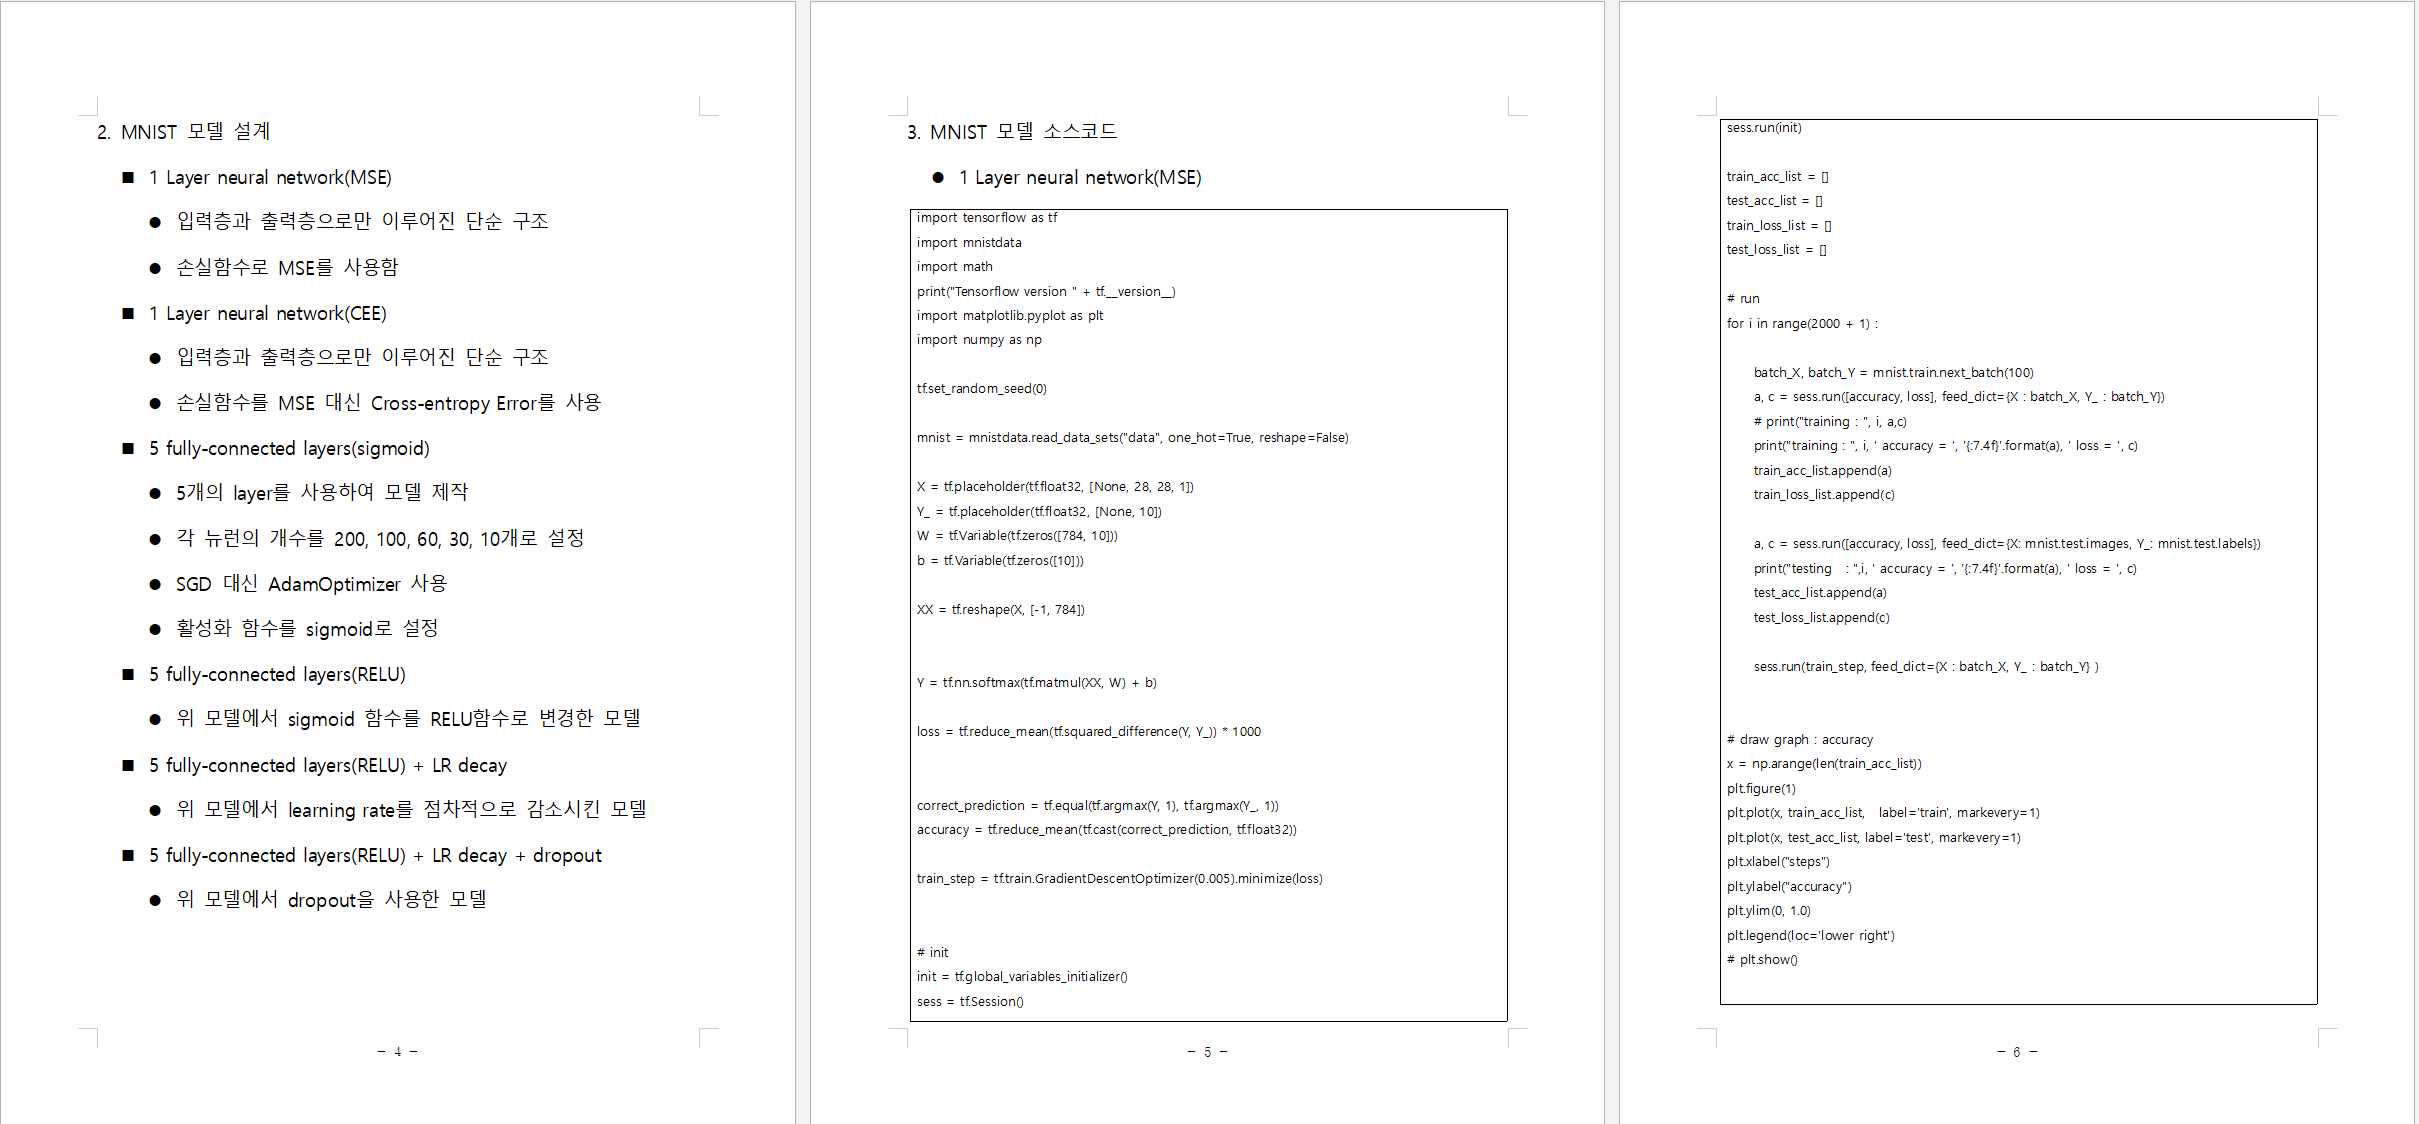 2. MNIST 모델 설계
■ 1 Layer neural network(MSE)
● 입력층과 출력층으로만 이루어진 단순 구조
● 손실함수로 MSE를 사용함
■ 1 Layer neural network(CEE)
● 입력층과 출력층으로만 이루어진 단순 구조
● 손실함수를 MSE 대신 Cross-entropy Error를 사용
■ 5 fully-connected layers(sigmoid)
● 5개의 layer를 사용하여 모델 제작
● 각 뉴런의 개수를 200, 100, 60, 30, 10개로 설정
● SGD 대신 AdamOptimizer 사용
● 활성화 함수를 sigmoid로 설정
■ 5 fully-connected layers(RELU)
● 위 모델에서 sigmoid 함수를 RELU함수로 변경한 모델
■ 5 fully-connected layers(RELU) + LR decay
● 위 모델에서 learning rate를 점차적으로 감소시킨 모델
■ 5 fully-connected layers(RELU) + LR decay + dropout
● 위 모델에서 dropout을 사용한 모델
- 4 -
3. MNIST 모델 소스코드
● 1 Layer neural network(MSE)
import tensorflow as tf
import mnistdata
import math
print("Tensorflow version " + tf.__version__)
import matplotlib.pyplot as plt
import numpy as np
tf.set_random_seed(0)
mnist = mnistdata.read_data_sets("data", one_hot=True, reshape=False)
X = tf.placeholder(tf.float32, [None, 28, 28, 1])
Y_ = tf.placeholder(tf.float32, [None, 10])
W = tf.Variable(tf.zeros([784, 10]))
b = tf.Variable(tf.zeros([10]))
XX = tf.reshape(X, [-1, 784])
Y = tf.nn.softmax(tf.matmul(XX, W) + b)
loss = tf.reduce_mean(tf.squared_difference(Y, Y_)) * 1000
correct_prediction = tf.equal(tf.argmax(Y, 1), tf.argmax(Y_, 1))
accuracy = tf.reduce_mean(tf.cast(correct_prediction, tf.float32))
train_step = tf.train.GradientDescentOptimizer(0.005).minimize(loss)
# init
init = tf.global_variables_initializer()
sess = tf.Session()
- 5 -
sess.run(init)
train_acc_list = []
test_acc_list = []
train_loss_list = []
test_loss_list = []
# run
for i in range(2000 + 1) :
batch_X, batch_Y = mnist.train.next_batch(100)
a, c = sess.run([accuracy, loss], feed_dict={X : batch_X, Y_ : batch_Y})
# print("training : ", i, a,c)
print("training : ", i, ' accuracy = ', '{:7.4f}'.format(a), ' loss = ', c)
train_acc_list.append(a)
train_loss_list.append(c)
a, c = sess.run([accuracy, loss], feed_dict={X: mnist.test.images, Y_: mnist.test.labels})
print("testing : ",i, ' accuracy = ', '{:7.4f}'.format(a), ' loss = ', c)
test_acc_list.append(a)
test_loss_list.append(c)
sess.run(train_step, feed_dict={X : batch_X, Y_ : batch_Y} )
# draw graph : accuracy
x = np.arange(len(train_acc_list))
plt.figure(1)
plt.plot(x, train_acc_list, label='train', markevery=1)
plt.plot(x, test_acc_list, label='test', markevery=1)
plt.xlabel("steps")
plt.ylabel("accuracy")
plt.ylim(0, 1.0)
plt.legend(loc='lower right')
# plt.show()
- 6 -